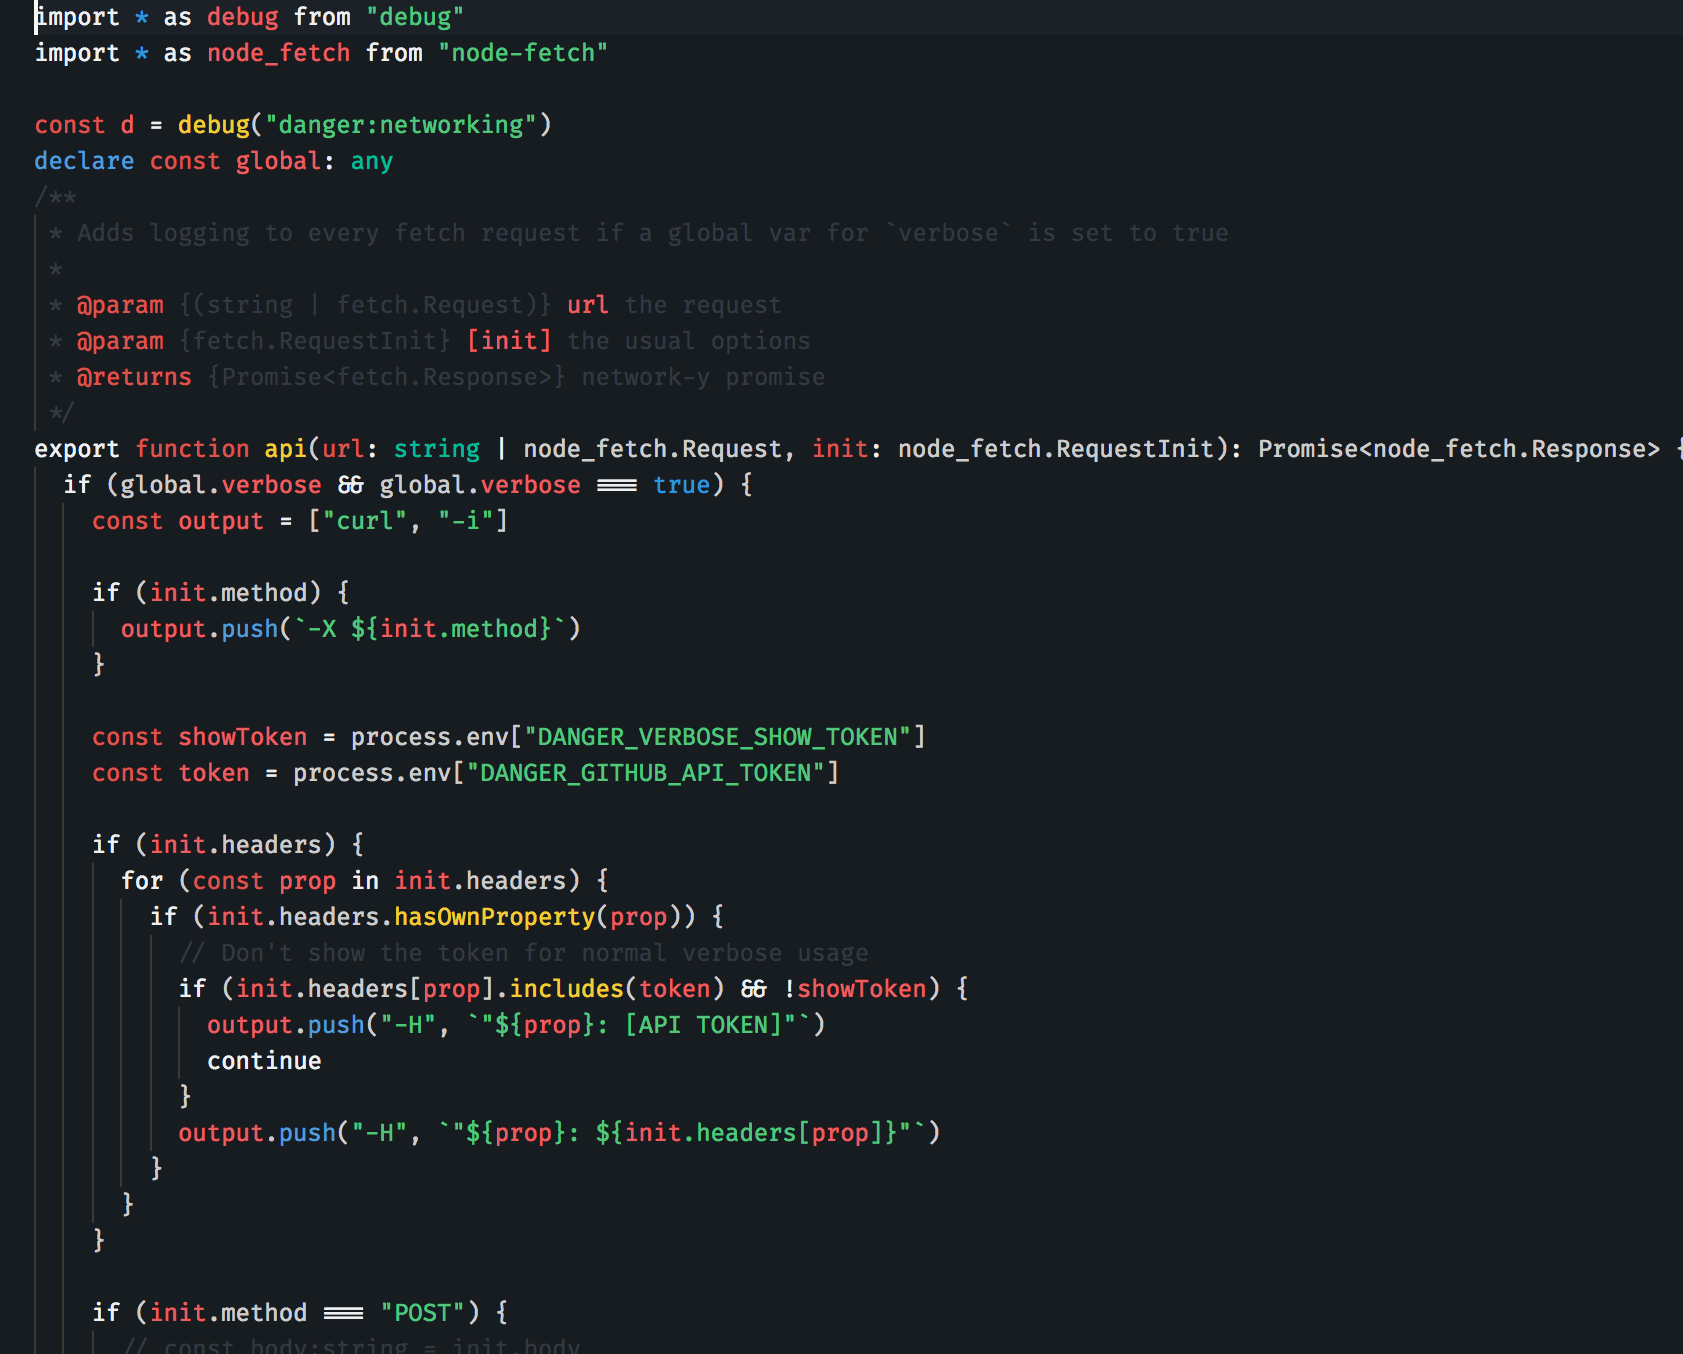 import * as debug from "debug"
import * as node_fetch from "node-fetch"

const d = debug("danger:networking")
declare const global: any
/**
 * Adds logging to every fetch request if a global var for `verbose` is set to true
 *
 * @param {(string | fetch.Request)} url the request
 * @param {fetch.RequestInit} [init] the usual options
 * @returns {Promise<fetch.Response>} network-y promise
 */
export function api(url: string | node_fetch.Request, init: node_fetch.RequestInit): Promise<node_fetch.Response> {
  if (global.verbose && global.verbose === true) {
    const output = ["curl", "-i"]

    if (init.method) {
      output.push(`-X ${init.method}`)
    }

    const showToken = process.env["DANGER_VERBOSE_SHOW_TOKEN"]
    const token = process.env["DANGER_GITHUB_API_TOKEN"]

    if (init.headers) {
      for (const prop in init.headers) {
        if (init.headers.hasOwnProperty(prop)) {
          // Don't show the token for normal verbose usage
          if (init.headers[prop].includes(token) && !showToken) {
            output.push("-H", `"${prop}: [API TOKEN]"`)
            continue
          }
          output.push("-H", `"${prop}: ${init.headers[prop]}"`)
        }
      }
    }

    if (init.method === "POST") {
      // const body:string = init.body